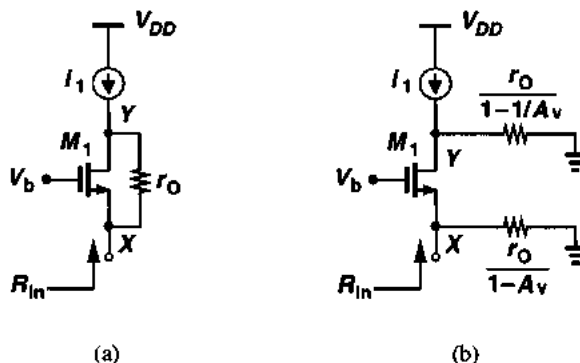 V_DD
I_1
Y
M_1
V_b
r_O
X
R_in
(a)
V_DD
I_1
r_O
1−1/A_v
M_1
Y
V_b
X
r_O
1−A_v
R_in
(b)